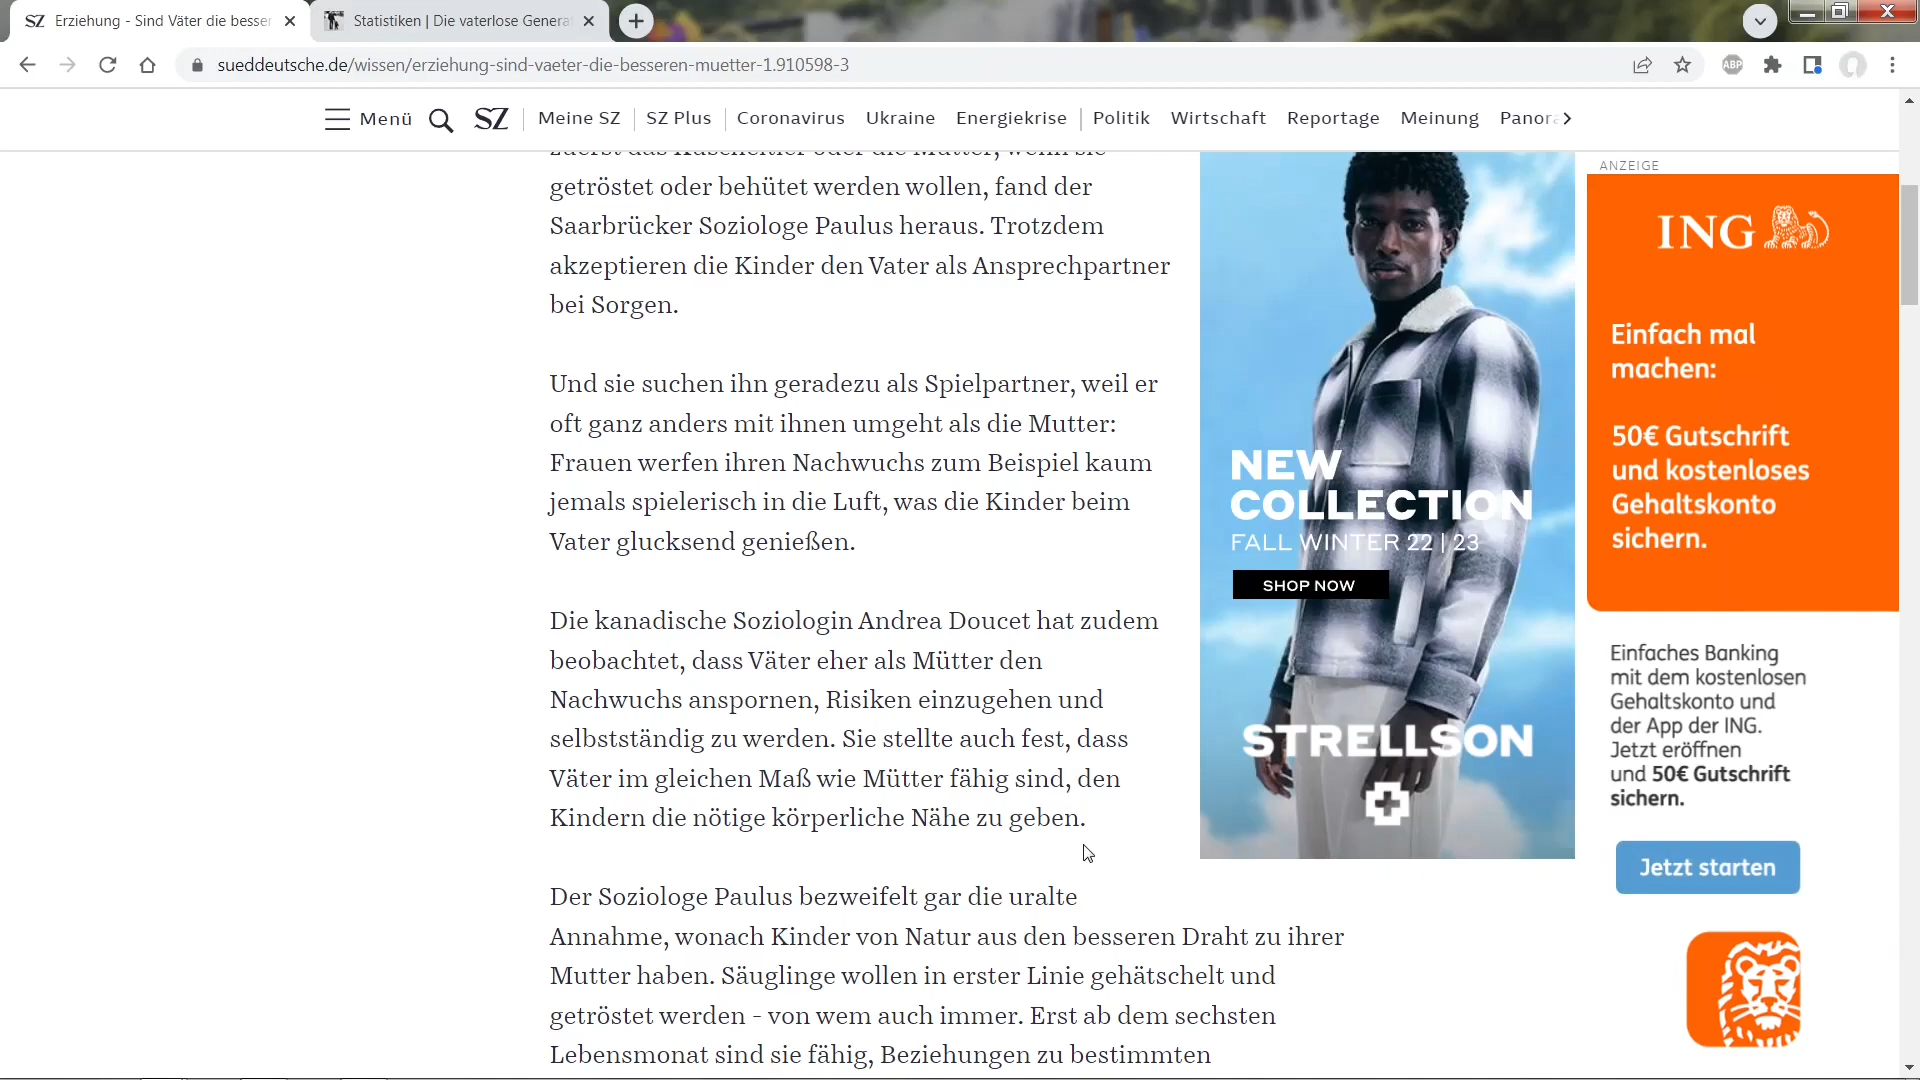 Erziehung - Sind Väter die besser
Statistiken | Die vaterlose Genera
sueddeutsche.de/wissen/erziehung-sind-vaeter-die-besseren-muetter-1.910598-3
ABP
Menü
SZ
Meine SZ
SZ Plus
Coronavirus
Ukraine
Energiekrise
Politik
Wirtschaft
Reportage
Meinung
Panora
zuerst das Kuscheltier oder die Mutter, wenn sie
getröstet oder behütet werden wollen, fand der
Saarbrücker Soziologe Paulus heraus. Trotzdem
akzeptieren die Kinder den Vater als Ansprechpartner
bei Sorgen.
Und sie suchen ihn geradezu als Spielpartner, weil er
oft ganz anders mit ihnen umgeht als die Mutter:
Frauen werfen ihren Nachwuchs zum Beispiel kaum
jemals spielerisch in die Luft, was die Kinder beim
Vater glucksend genießen.
Die kanadische Soziologin Andrea Doucet hat zudem
beobachtet, dass Väter eher als Mütter den
Nachwuchs anspornen, Risiken einzugehen und
selbstständig zu werden. Sie stellte auch fest, dass
Väter im gleichen Maß wie Mütter fähig sind, den
Kindern die nötige körperliche Nähe zu geben.
Der Soziologe Paulus bezweifelt gar die uralte
Annahme, wonach Kinder von Natur aus den besseren Draht zu ihrer
Mutter haben. Säuglinge wollen in erster Linie gehätschelt und
getröstet werden - von wem auch immer. Erst ab dem sechsten
Lebensmonat sind sie fähig, Beziehungen zu bestimmten
NEW
COLLECTION
FALL WINTER 22 | 23
SHOP NOW
STRELLSON
ANZEIGE
ING
Einfach mal
machen:
50€ Gutschrift
und kostenloses
Gehaltskonto
sichern.
Einfaches Banking
mit dem kostenlosen
Gehaltskonto und
der App der ING.
Jetzt eröffnen
und 50€ Gutschrift
sichern.
Jetzt starten